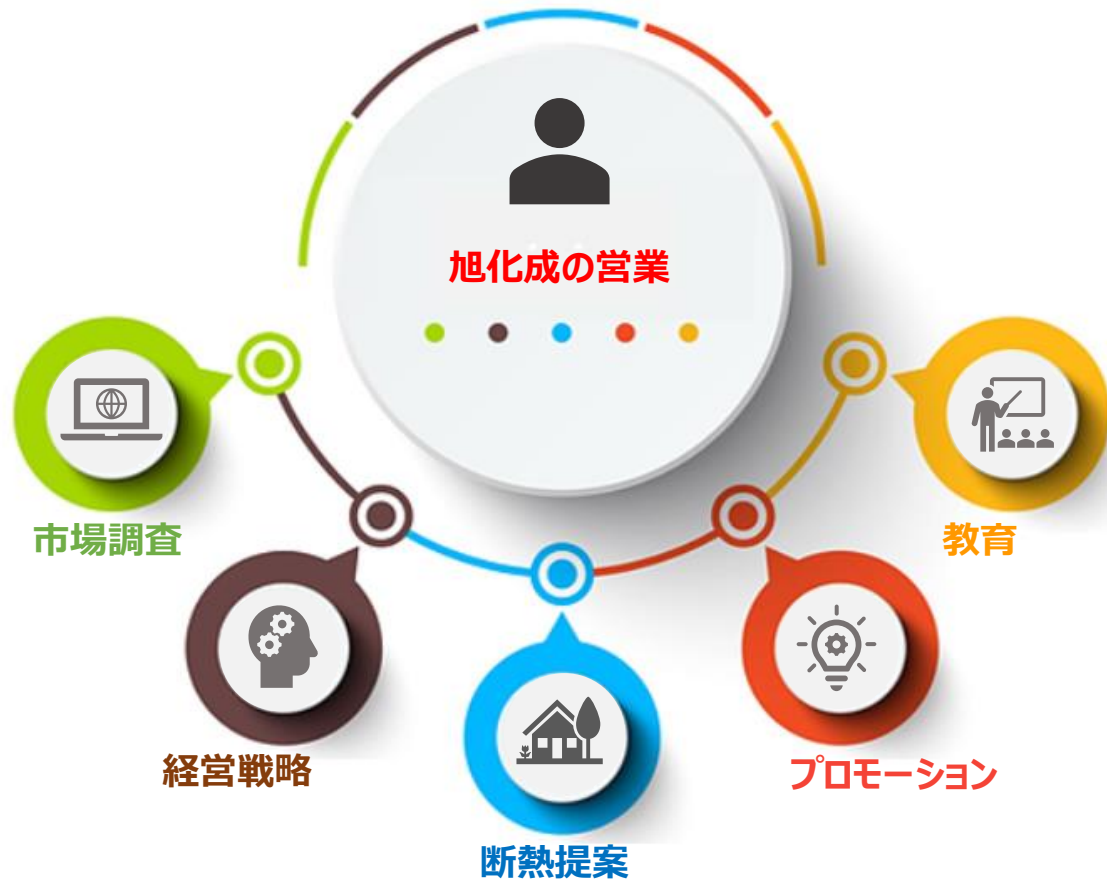 旭化成の営業
市場調査
教育
経営戦略
プロモーション
断熱提案